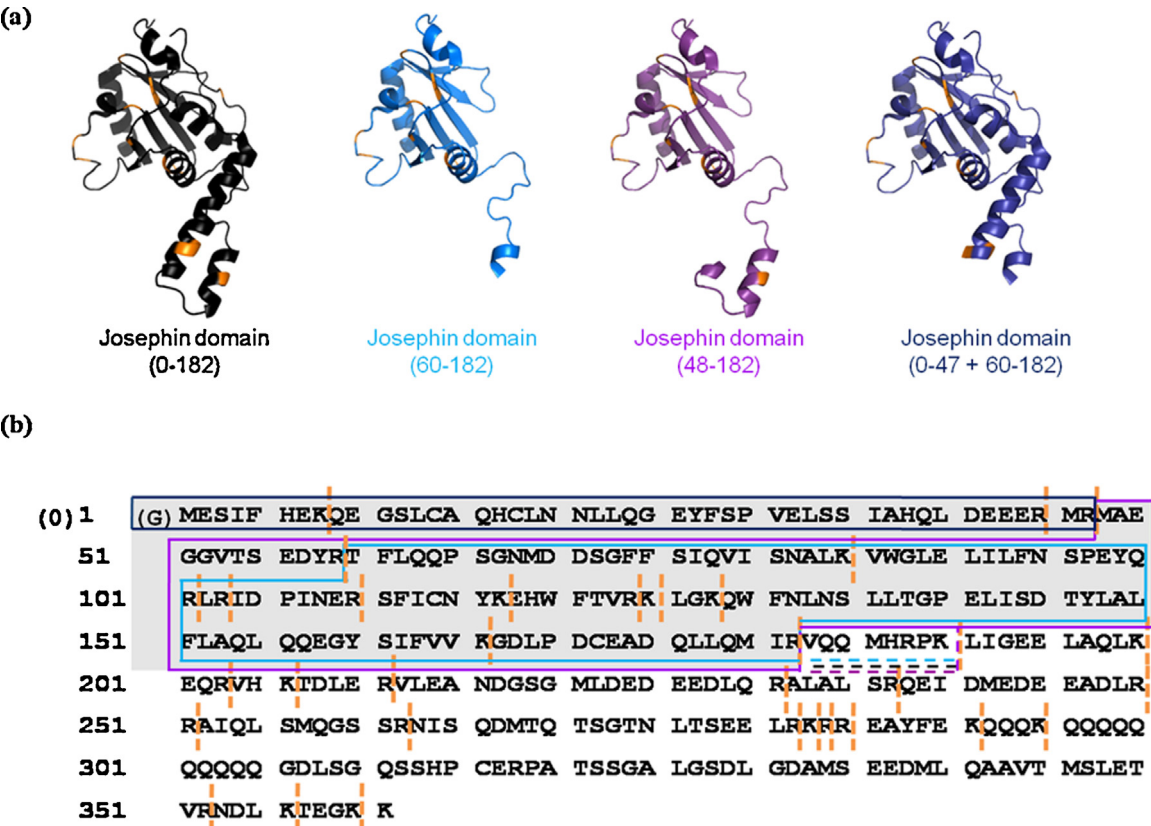 (a)
Josephin domain Josephin domain Josephin domain Josephin domain
(0-182) (60-182) (48-182) (0-47 + 60-182)
(b)
(0) 1 (G) MESIF HEKQE GSLCA QHCLN NLLQG EYFSP VELSS IAHQL DEEER MRMAE
51 GGVTS EDYRT FLQQP SGNMD DSGFF SIQVI SNALK VWGLE LILFN SPEYQ
101 RLRID PINER SFICN YKEHW FTVRK LGKQW FNLNS LLTGP ELISD TYLAL
151 FLAQL QQEGY SIFVV KGDLP DCEAD QLLQM IRVQQ MHRPK LIGEE LAQLK
201 EQRVH KTDLE RVLEA NDGSG MLDED EEDLQ RALAL SRQEI DMEDE EADLR
251 RAIQL SMQGS SRNIS QDMTQ TSGTN LTSEE LRKRR EAYFE KQQQK QQQQQ
301 QQQQQ GDLSG QSSHP CERPA TSSGA LGSDL GDAMS EEDML QAAVT MSLET
351 VRNDL KTEGK K